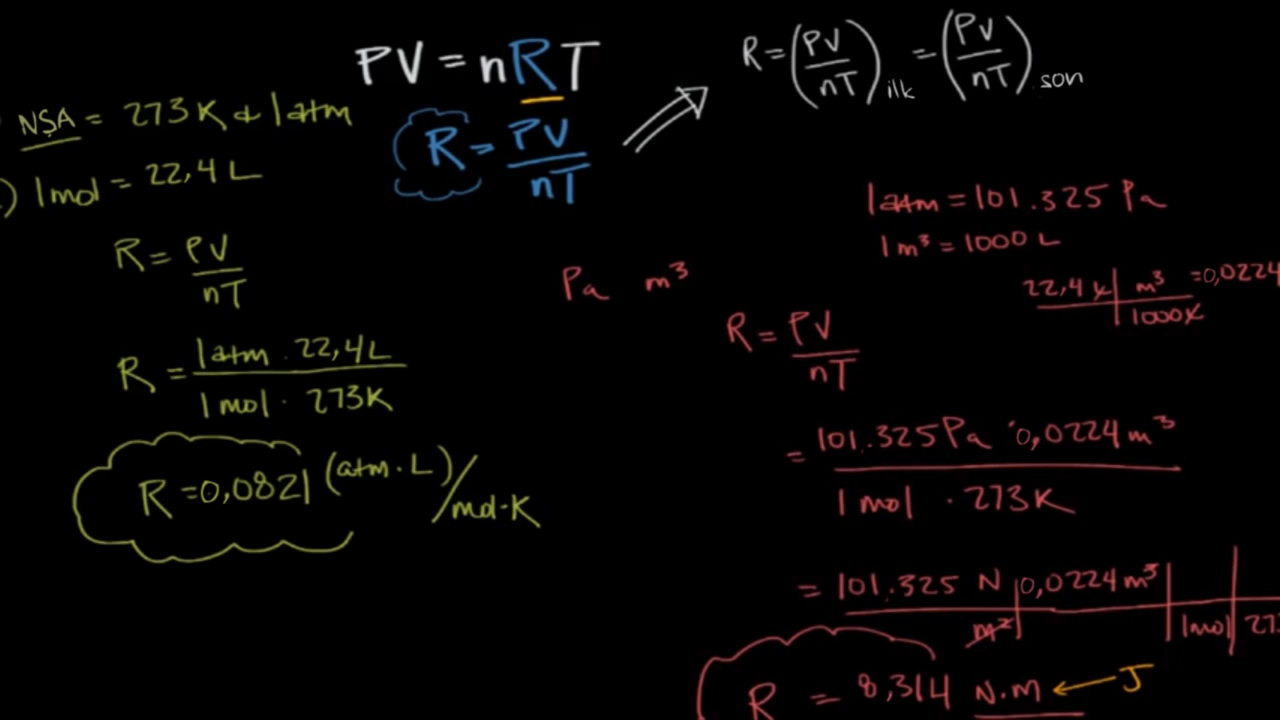 PV = nRT
R = PV/nT
R = (PV/nT)ilk = (PV/nT)son
NŞA = 273 K & 1 atm
) 1 mol = 22,4 L
R = PV/nT
R = 1 atm . 22,4 L / 1 mol . 273 K
R = 0,0821 (atm . L)/mol·K
1 atm = 101.325 Pa
1 m³ = 1000 L
22,4 L | m³ / 1000 L = 0,0224
Pa m³
R = PV/nT
= 101.325 Pa · 0,0224 m³ / 1 mol · 273 K
= 101.325 N | 0,0224 m³ / m² | 1 mol | 27
R = 8,314 N.m ← J